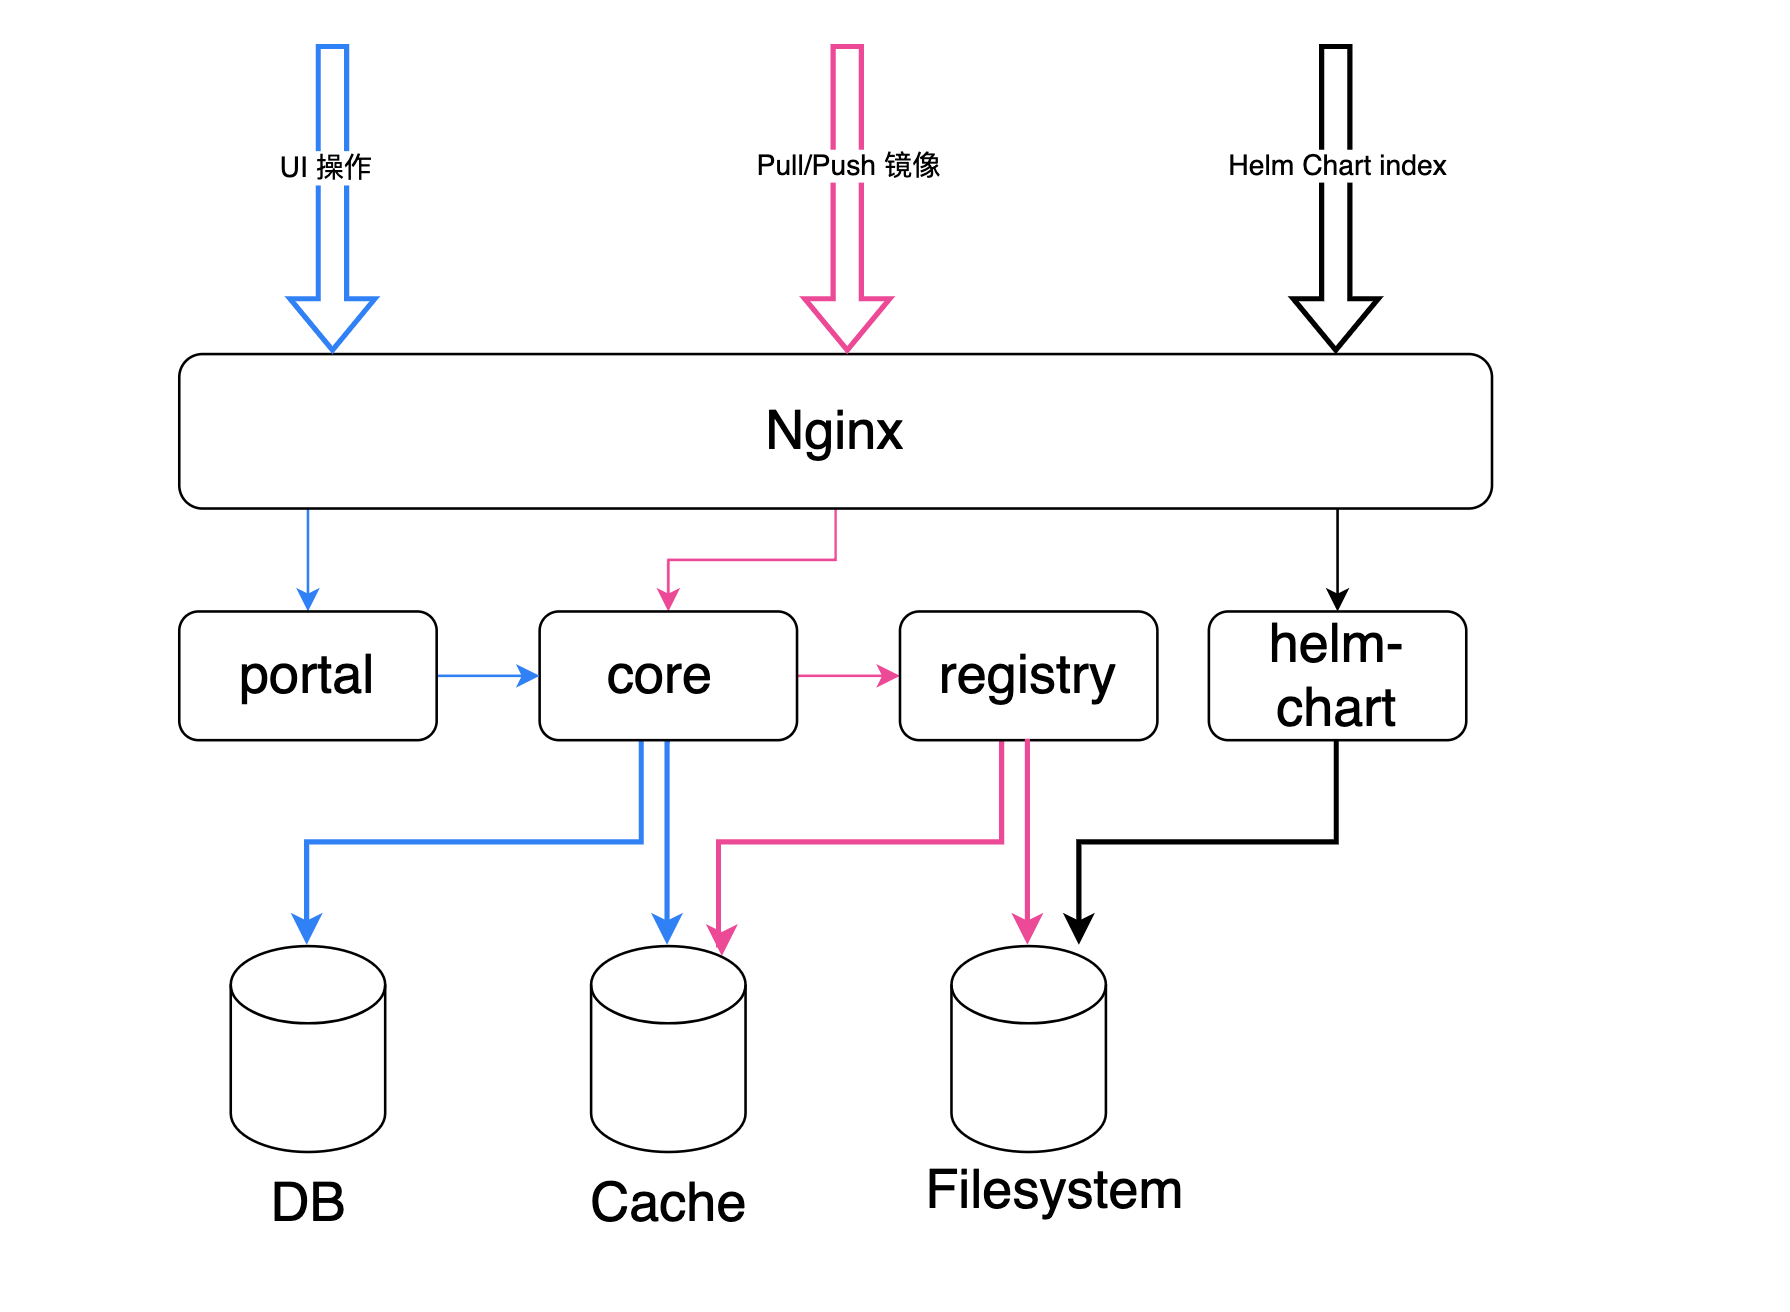 UI 操作
Pull/Push 镜像
Helm Chart index
Nginx
portal
core
registry
helm-
chart
DB
Cache
Filesystem